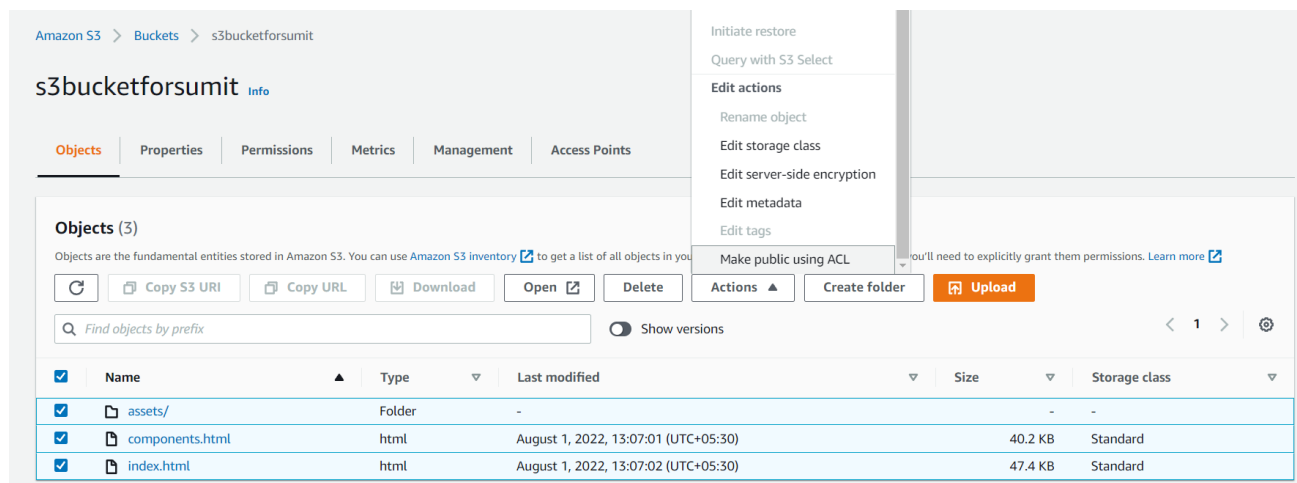 Amazon S3 > Buckets > s3bucketforsumit
s3bucketforsumit Info
Objects Properties Permissions Metrics Management Access Points
Initiate restore
Query with S3 Select
Edit actions
Rename object
Edit storage class
Edit server-side encryption
Edit metadata
Edit tags
Make public using ACL
Objects (3)
Objects are the fundamental entities stored in Amazon S3. You can use Amazon S3 inventory to get a list of all objects in you ou'll need to explicitly grant them permissions. Learn more
Copy S3 URI Copy URL Download Open Delete Actions Create folder Upload
Find objects by prefix Show versions < 1 >
Name Type Last modified Size Storage class
assets/ Folder - - -
components.html html August 1, 2022, 13:07:01 (UTC+05:30) 40.2 KB Standard
index.html html August 1, 2022, 13:07:02 (UTC+05:30) 47.4 KB Standard